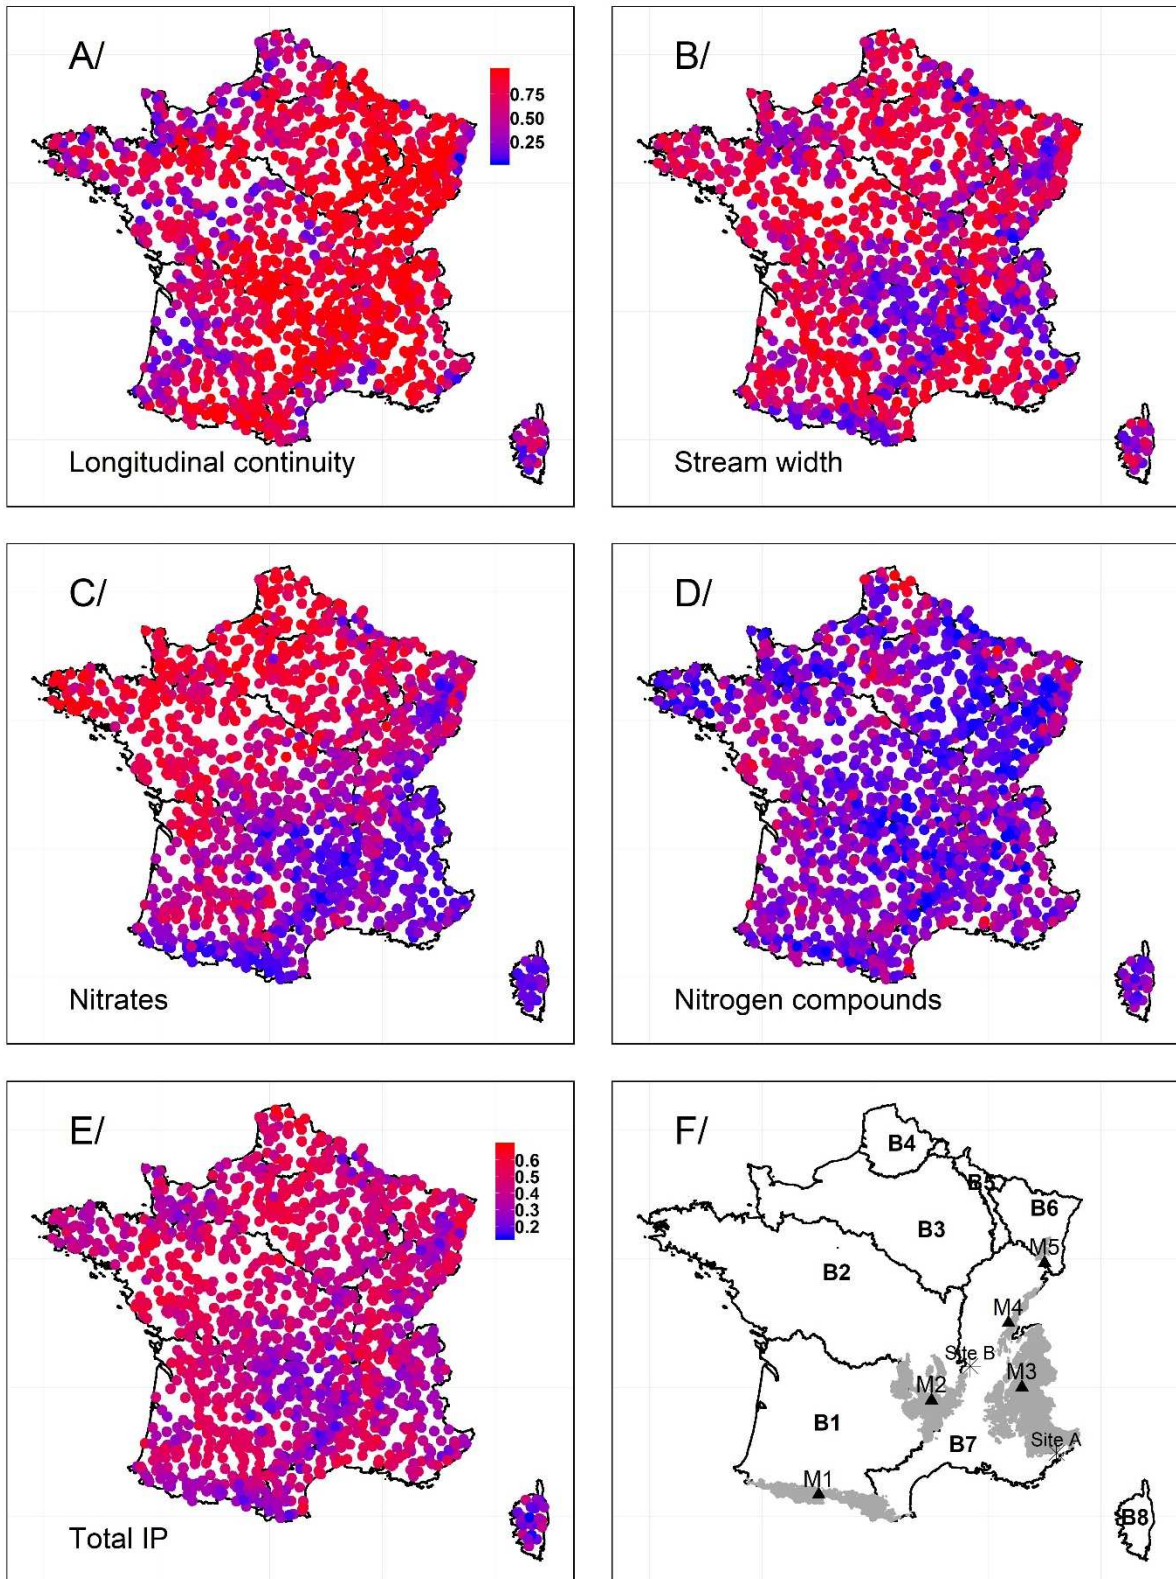 A/
0.75
0.50
0.25
Longitudinal continuity
B/
Stream width
C/
Nitrates
D/
Nitrogen compounds
E/
0.6
0.5
0.4
0.3
0.2
Total IP
F/
B4
B5
B6
B3
M5
B2
M4
Site B
M3
M2
B1
B7
Site A
M1
B8